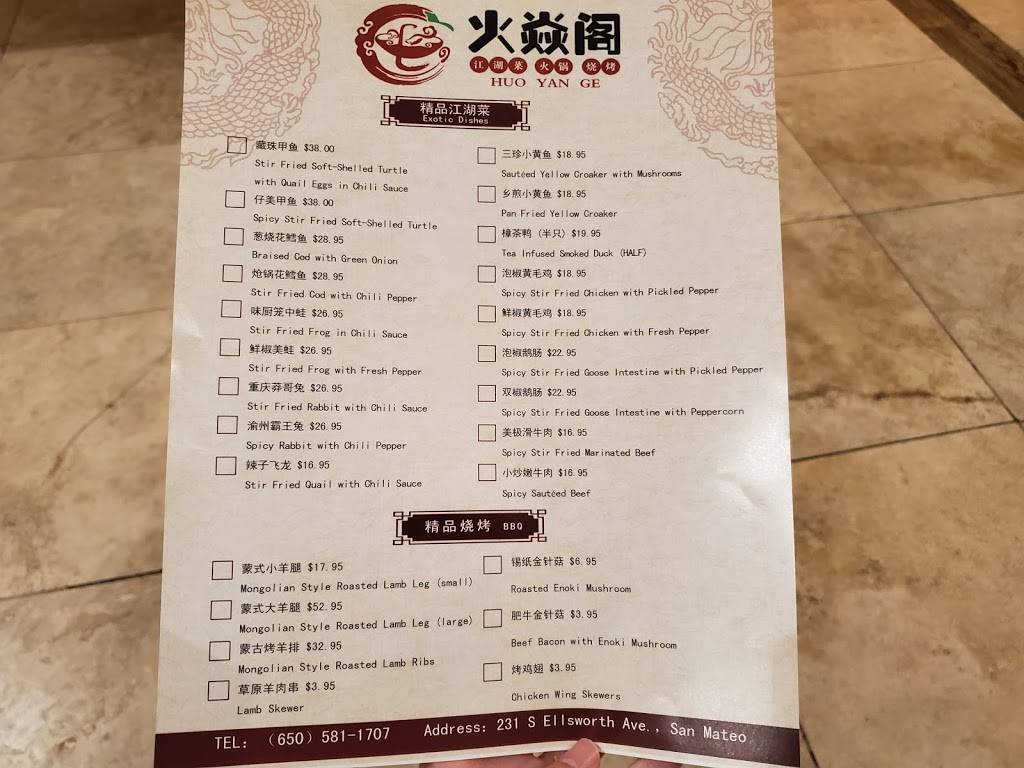 火焱阁
江湖菜 火锅 烧烤
HUO YAN GE
精品江湖菜
Exotic Dishes
藏珠甲鱼 $38.00
Stir Fried Soft-Shelled Turtle
with Quail Eggs in Chili Sauce
仔美甲鱼 $38.00
Spicy Stir Fried Soft-Shelled Turtle
葱烧花鳕鱼 $28.95
Braised Cod with Green Onion
炝锅花鳕鱼 $28.95
Stir Fried Cod with Chili Pepper
味厨笼中蛙 $26.95
Stir Fried Frog in Chili Sauce
鲜椒美蛙 $26.95
Stir Fried Frog with Fresh Pepper
重庆莽哥兔 $26.95
Stir Fried Rabbit with Chili Sauce
渝州霸王兔 $26.95
Spicy Rabbit with Chili Pepper
辣子飞龙 $16.95
Stir Fried Quail with Chili Sauce
三珍小黄鱼 $18.95
Sautéed Yellow Croaker with Mushrooms
乡煎小黄鱼 $18.95
Pan Fried Yellow Croaker
樟茶鸭 (半只) $19.95
Tea Infused Smoked Duck (HALF)
泡椒黄毛鸡 $18.95
Spicy Stir Fried Chicken with Pickled Pepper
鲜椒黄毛鸡 $18.95
Spicy Stir Fried Chicken with Fresh Pepper
泡椒鹅肠 $22.95
Spicy Stir Fried Goose Intestine with Pickled Pepper
双椒鹅肠 $22.95
Spicy Stir Fried Goose Intestine with Peppercorn
美极滑牛肉 $16.95
Spicy Stir Fried Marinated Beef
小炒嫩牛肉 $16.95
Spicy Sautéed Beef
精品烧烤 BBQ
蒙式小羊腿 $17.95
Mongolian Style Roasted Lamb Leg (small)
蒙式大羊腿 $52.95
Mongolian Style Roasted Lamb Leg (large)
蒙古烤羊排 $32.95
Mongolian Style Roasted Lamb Ribs
草原羊肉串 $3.95
Lamb Skewer
锡纸金针菇 $6.95
Roasted Enoki Mushroom
肥牛金针菇 $3.95
Beef Bacon with Enoki Mushroom
烤鸡翅 $3.95
Chicken Wing Skewers
TEL: （650）581-1707 Address: 231 S Ellsworth Ave., San Mateo